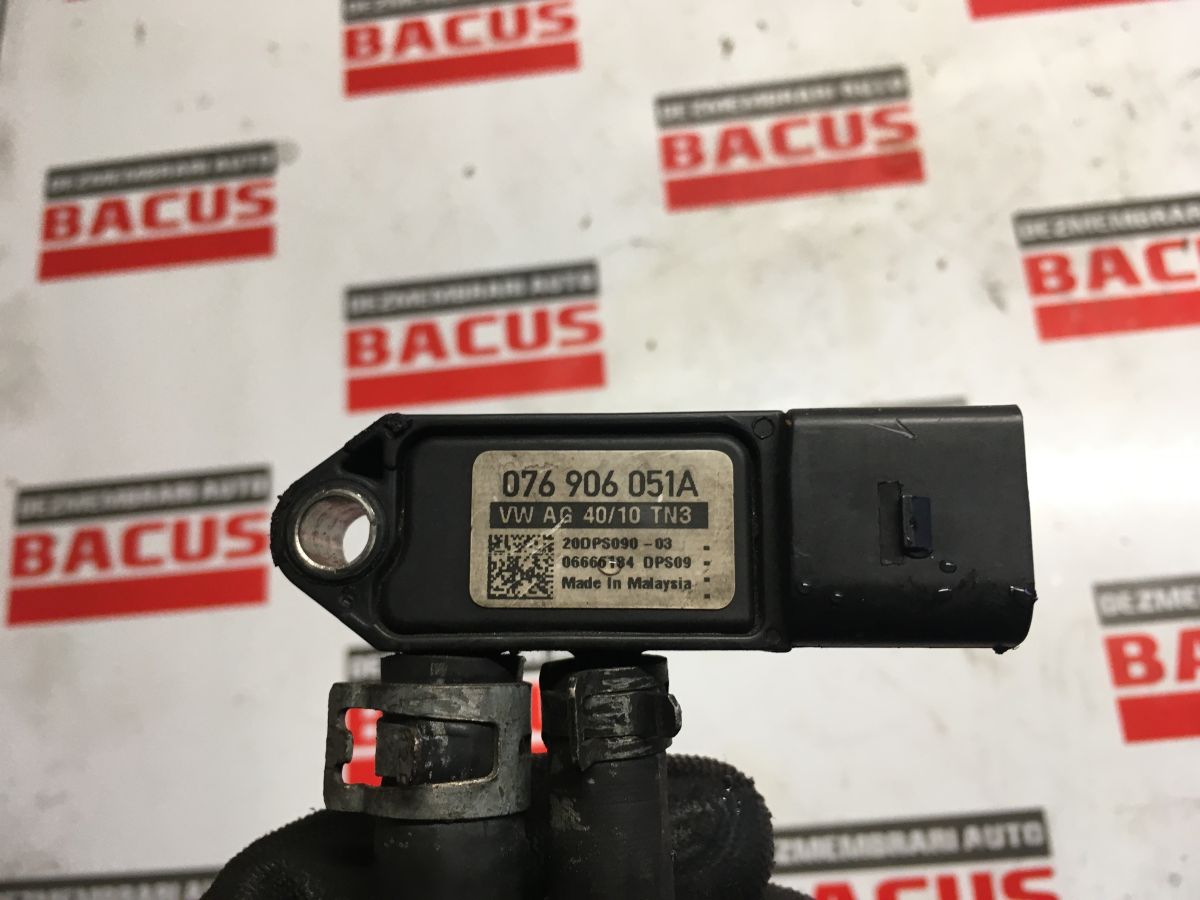 BACUS
DEZMEMBRARI AUTO
BACUS
DEZMEMBRARI AUTO
BACUS
DEZMEMBRARI
BACUS
DEZMEMBRARI AUTO
BACUS
DEZMEMBRARI AUTO
BACUS
076 906 051A
VW AG 40/10 TN3
20DPS090-03
06666184 DPS09
Made In Malaysia
DEZMEMBRARI AUTO
BACUS